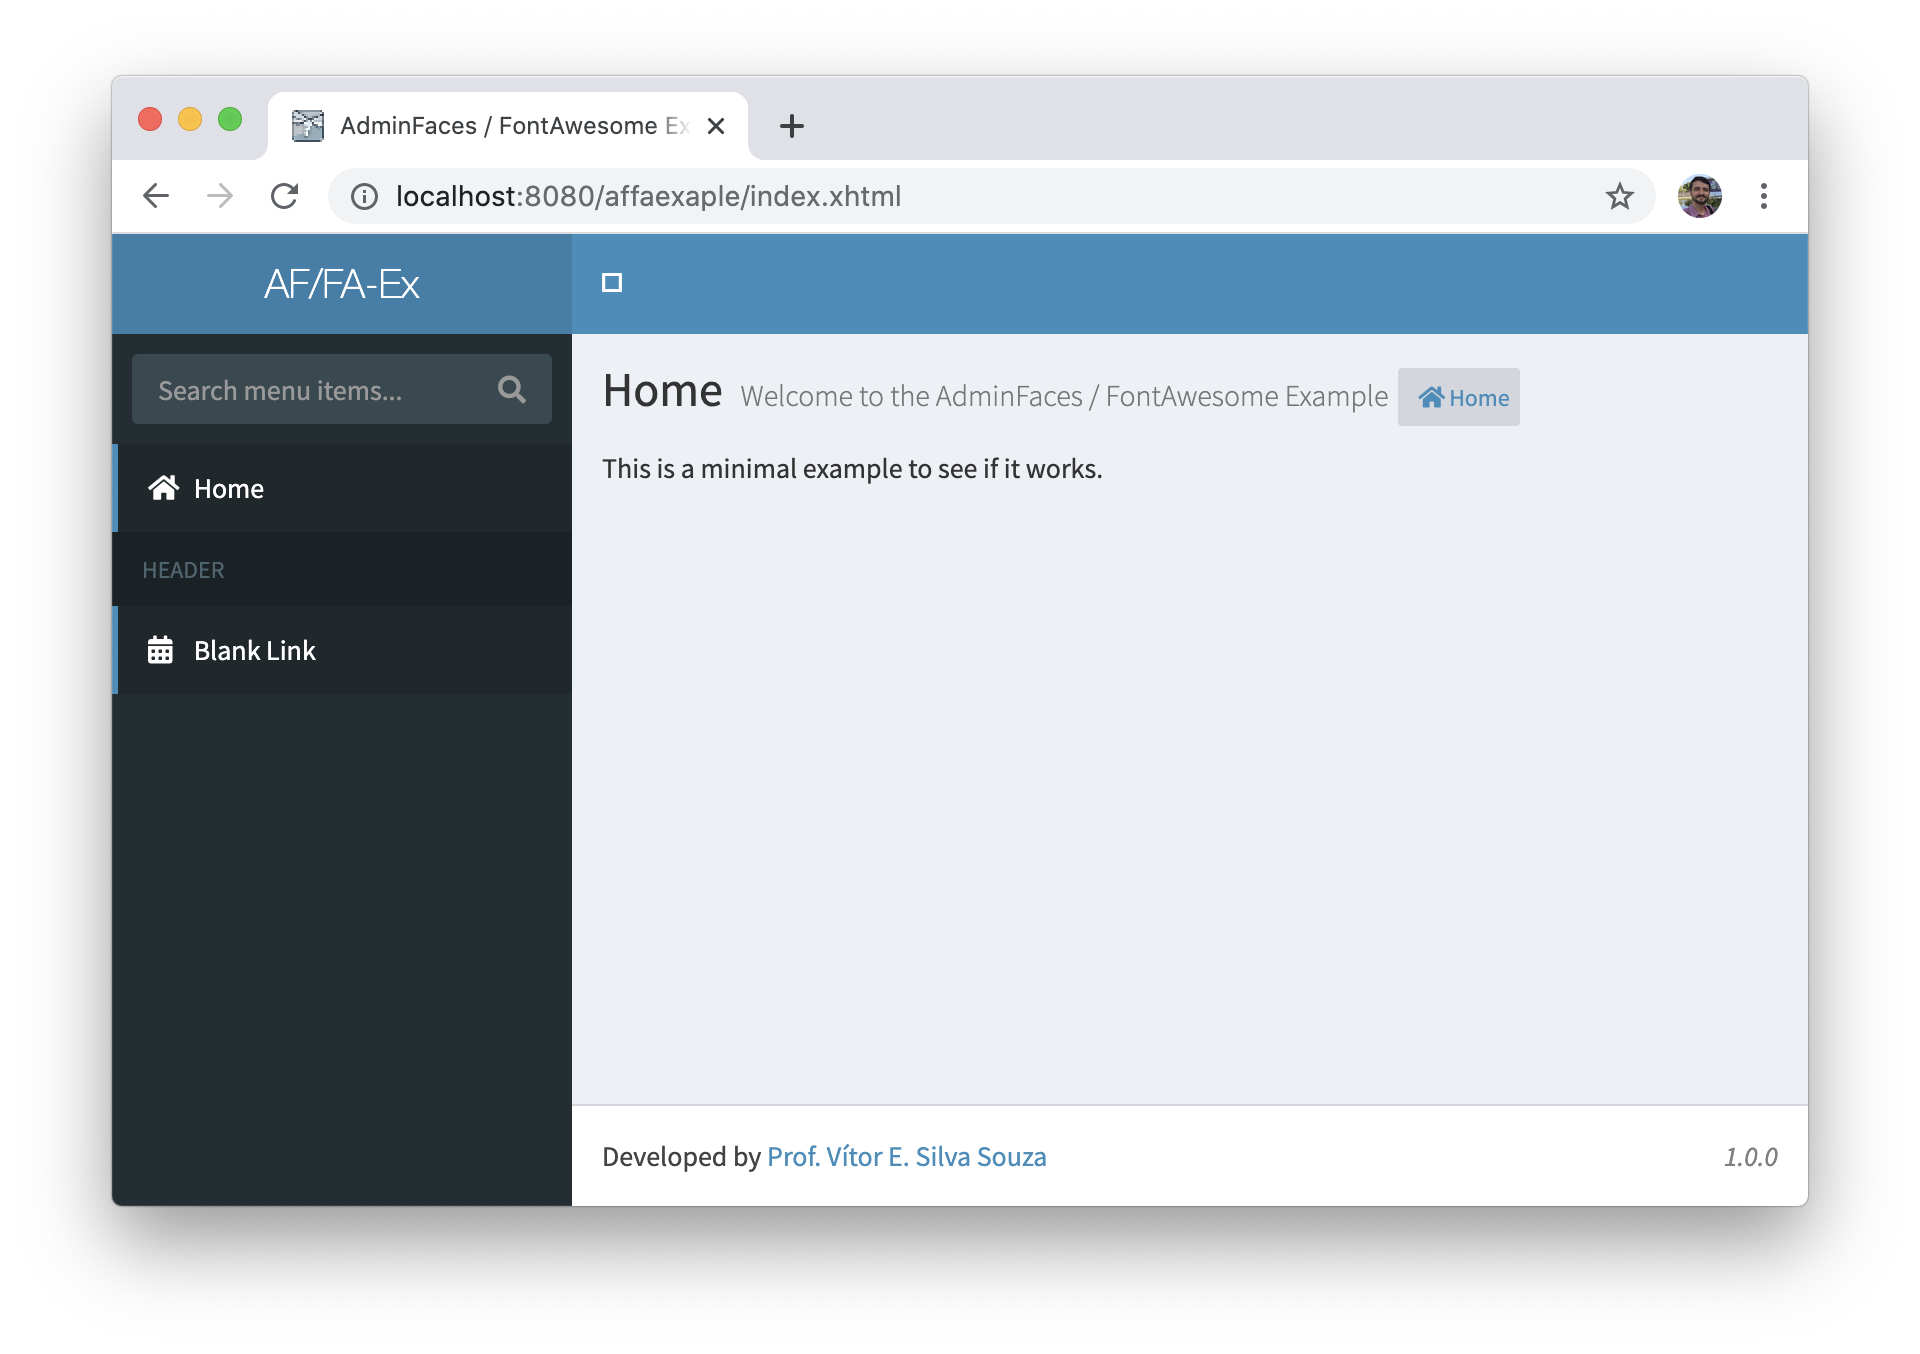 AdminFaces / FontAwesome Ex
localhost:8080/affaexaple/index.xhtml
AF/FA-Ex
Search menu items...
Home
HEADER
Blank Link
Home Welcome to the AdminFaces / FontAwesome Example Home
This is a minimal example to see if it works.
Developed by Prof. Vítor E. Silva Souza 1.0.0